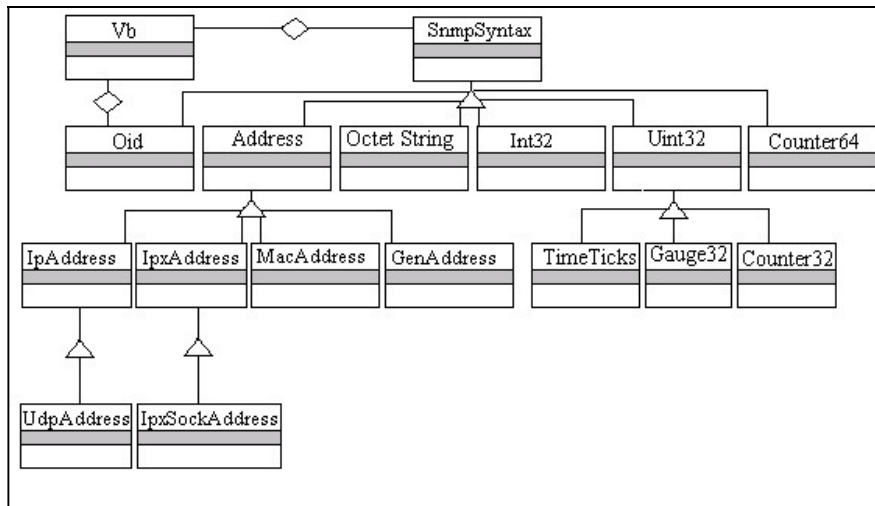 Vb
SnmpSyntax
Oid
Address
Octet String
Int32
Uint32
Counter64
IpAddress
IpxAddress
MacAddress
GenAddress
TimeTicks
Gauge32
Counter32
UdpAddress
IpxSockAddress